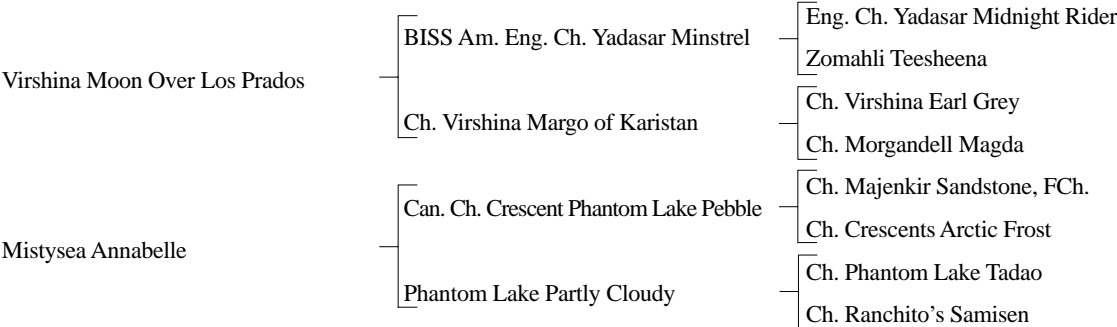 Eng. Ch. Yadasar Midnight Rider
BISS Am. Eng. Ch. Yadasar Minstrel
Zomahli Teesheena
Virshina Moon Over Los Prados
Ch. Virshina Earl Grey
Ch. Virshina Margo of Karistan
Ch. Morgandell Magda
Ch. Majenkir Sandstone, FCh.
Can. Ch. Crescent Phantom Lake Pebble
Ch. Crescents Arctic Frost
Mistysea Annabelle
Ch. Phantom Lake Tadao
Phantom Lake Partly Cloudy
Ch. Ranchito’s Samisen